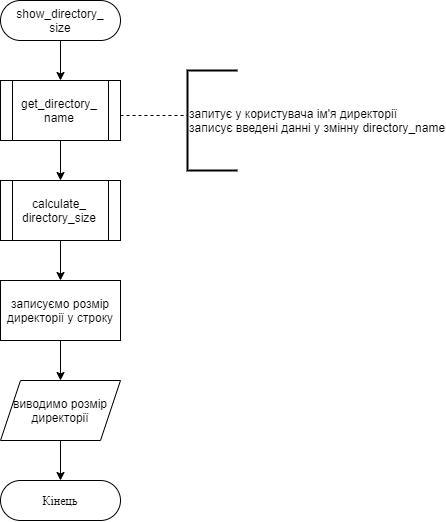 show_directory_
size
get_directory_
name
запитує у користувача ім'я директорії
записує введені данні у змінну directory_name
calculate_
directory_size
записуємо розмір
директорії у строку
виводимо розмір
директорії
Кінець